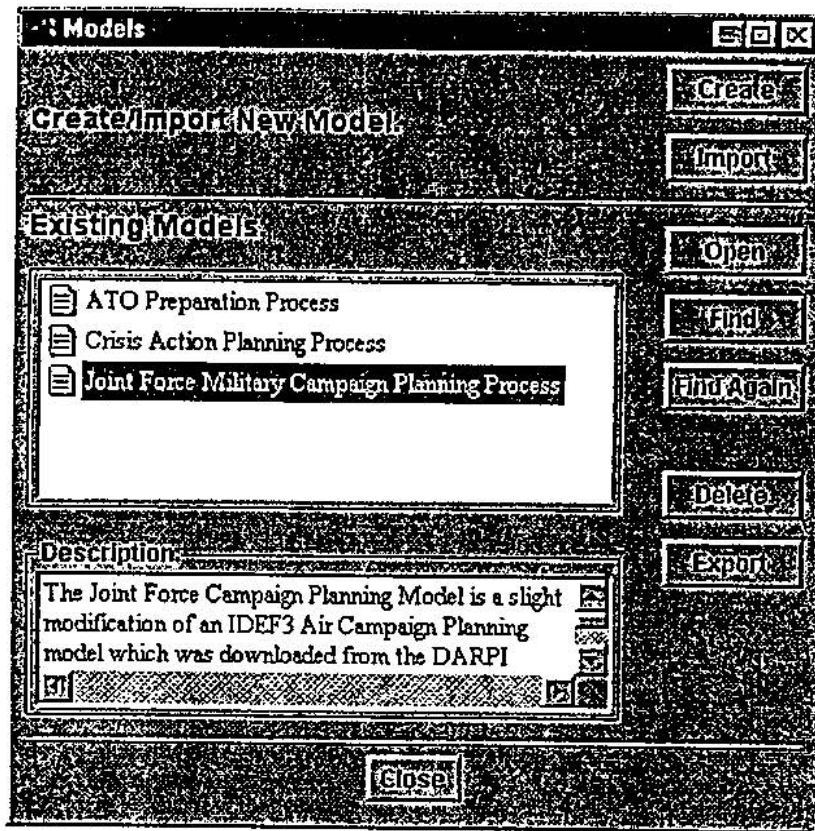 Models
Create
Create/Import New Model:
Import
Existing Models
Open
ATO Preparation Process
Find
Crisis Action Planning Process
Joint Force Military Campaign Planning Process
Find Again
Delete
Description:
Export
The Joint Force Campaign Planning Model is a slight
modification of an IDEF3 Air Campaign Planning
model which was downloaded from the DARPI
Close